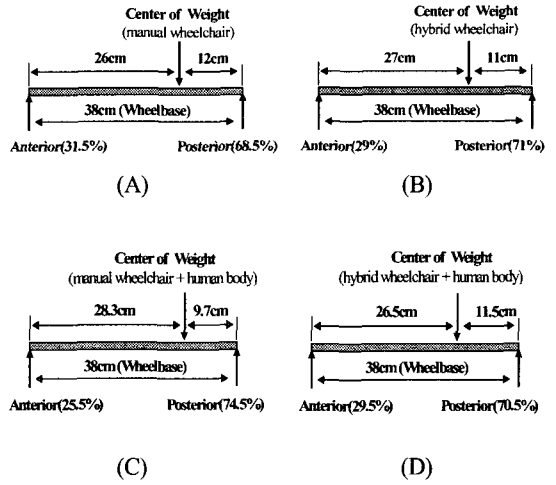 Center of Weight
(manual wheelchair)
26cm 12cm
38cm (Wheelbase)
Anterior(31.5%) Posterior(68.5%)
(A)
Center of Weight
(hybrid wheelchair)
27cm 11cm
38cm (Wheelbase)
Anterior(29%) Posterior(71%)
(B)
Center of Weight
(manual wheelchair + human body)
28.3cm 9.7cm
38cm (Wheelbase)
Anterior(25.5%) Posterior(74.5%)
(C)
Center of Weight
(hybrid wheelchair + human body)
26.5cm 11.5cm
38cm (Wheelbase)
Anterior(29.5%) Posterior(70.5%)
(D)